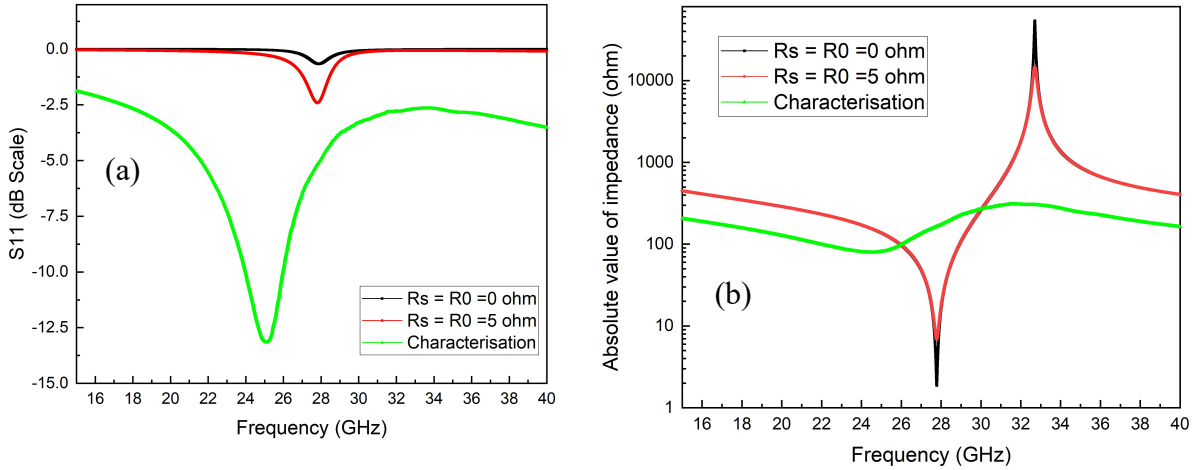 (a)
0.0
-2.5
-5.0
-7.5
-10.0
-12.5
-15.0
S11 (dB Scale)
Rs = R0 =0 ohm
Rs = R0 =5 ohm
Characterisation
16 18 20 22 24 26 28 30 32 34 36 38 40
Frequency (GHz)
10000
1000
100
10
1
Absolute value of impedance (ohm)
Rs = R0 =0 ohm
Rs = R0 =5 ohm
Characterisation
(b)
16 18 20 22 24 26 28 30 32 34 36 38 40
Frequency (GHz)